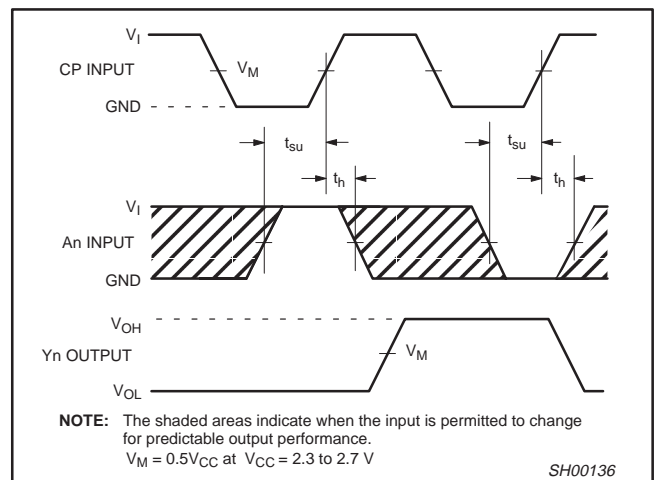 V_I
CP INPUT
V_M
GND
t_su
t_su
t_h
t_h
V_I
An INPUT
GND
V_OH
Yn OUTPUT
V_M
V_OL
NOTE: The shaded areas indicate when the input is permitted to change
for predictable output performance.
V_M = 0.5V_CC at V_CC = 2.3 to 2.7 V
SH00136